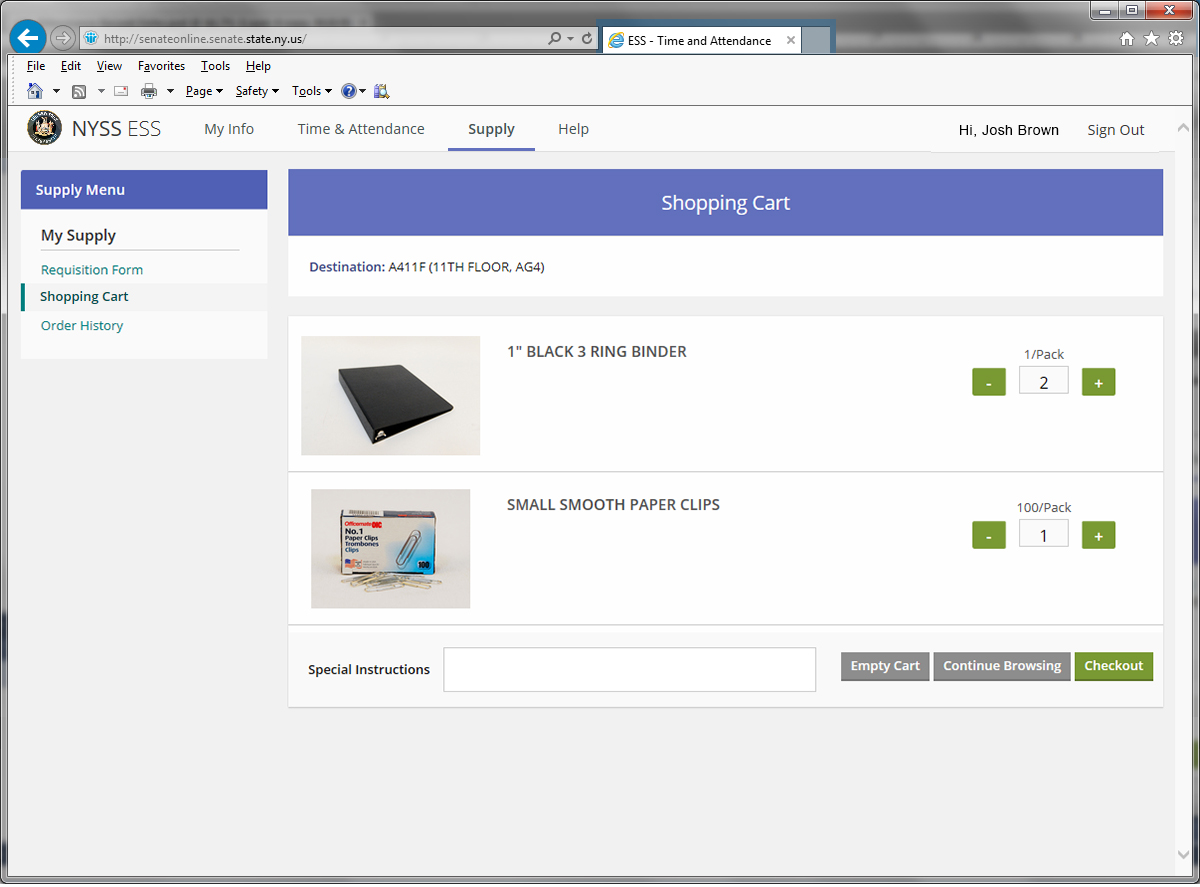 http://senateonline.senate.state.ny.us/
ESS - Time and Attendance
File Edit View Favorites Tools Help
Page Safety Tools
NYSS ESS My Info Time & Attendance Supply Help Hi, Josh Brown Sign Out
Supply Menu
My Supply
Requisition Form
Shopping Cart
Order History
Shopping Cart
Destination: A411F (11TH FLOOR, AG4)
1" BLACK 3 RING BINDER
1/Pack
- 2 +
Officemate OIC
No.1
Paper Clips
Trombones
Clips
100
SMALL SMOOTH PAPER CLIPS
100/Pack
- 1 +
Special Instructions
Empty Cart Continue Browsing Checkout